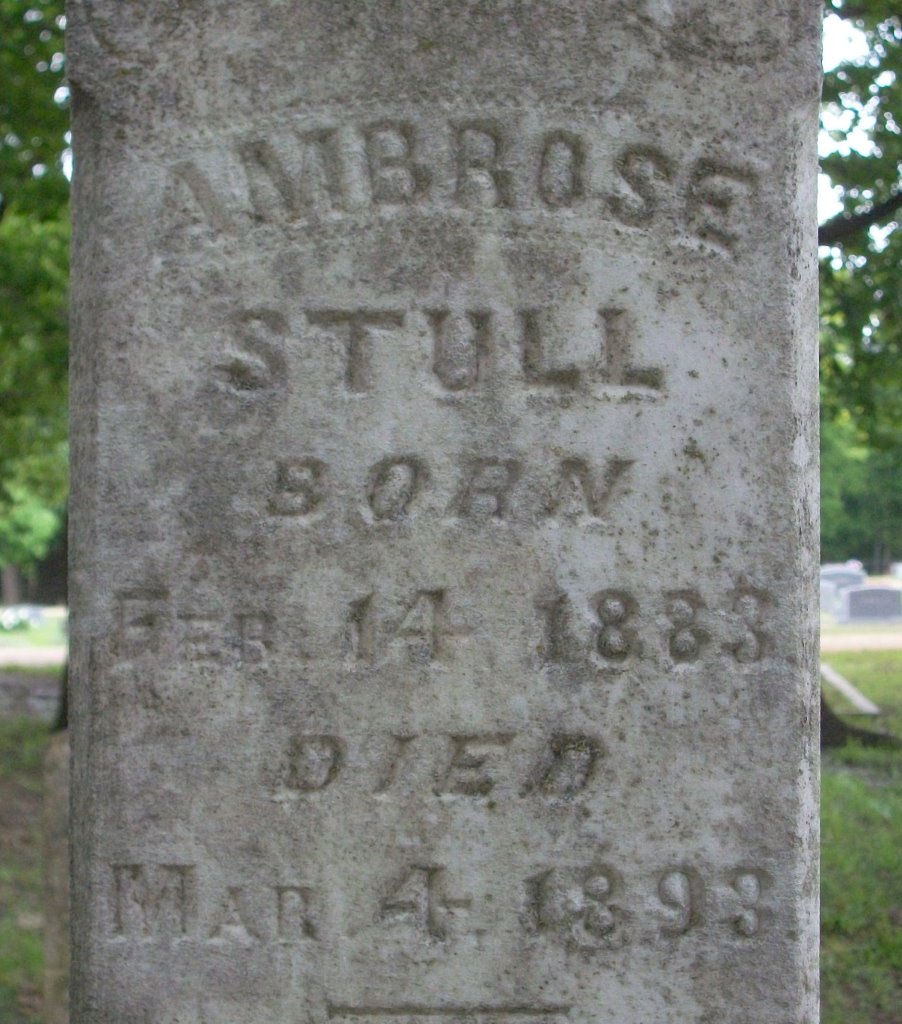 AMBROSE
STULL
BORN
FEB. 14 1883
DIED
MAR 4 1893